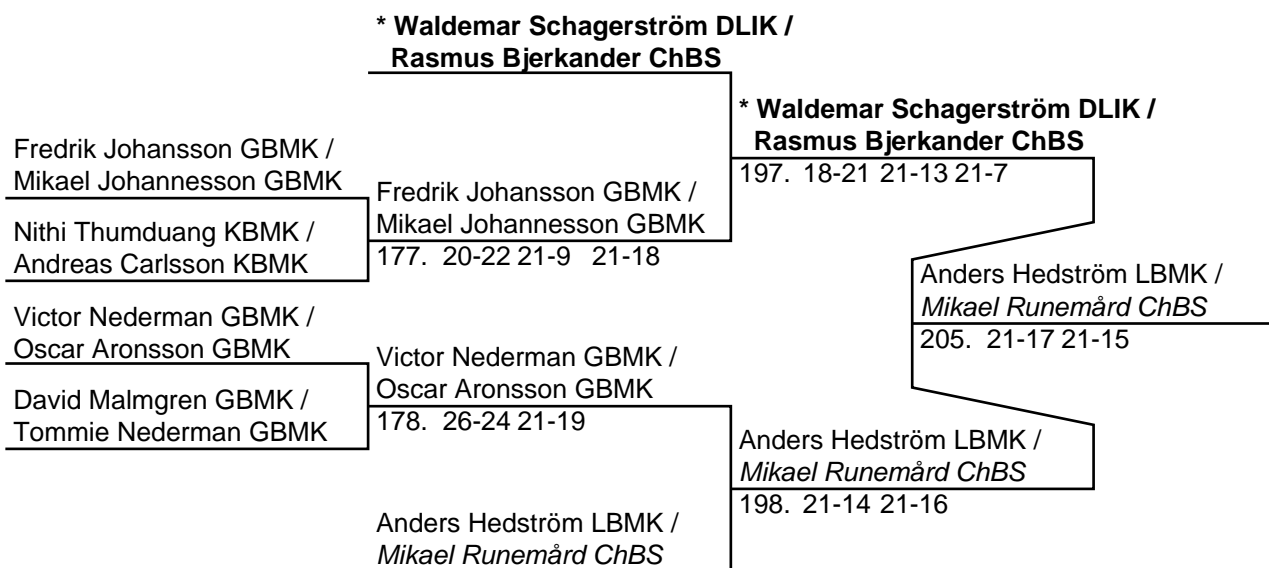 * Waldemar Schagerström DLIK /
Rasmus Bjerkander ChBS
* Waldemar Schagerström DLIK /
Rasmus Bjerkander ChBS
197. 18-21 21-13 21-7
Fredrik Johansson GBMK /
Mikael Johannesson GBMK
Fredrik Johansson GBMK /
Mikael Johannesson GBMK
177. 20-22 21-9 21-18
Nithi Thumduang KBMK /
Andreas Carlsson KBMK
Anders Hedström LBMK /
Mikael Runemård ChBS
205. 21-17 21-15
Victor Nederman GBMK /
Oscar Aronsson GBMK
Victor Nederman GBMK /
Oscar Aronsson GBMK
178. 26-24 21-19
David Malmgren GBMK /
Tommie Nederman GBMK
Anders Hedström LBMK /
Mikael Runemård ChBS
198. 21-14 21-16
Anders Hedström LBMK /
Mikael Runemård ChBS